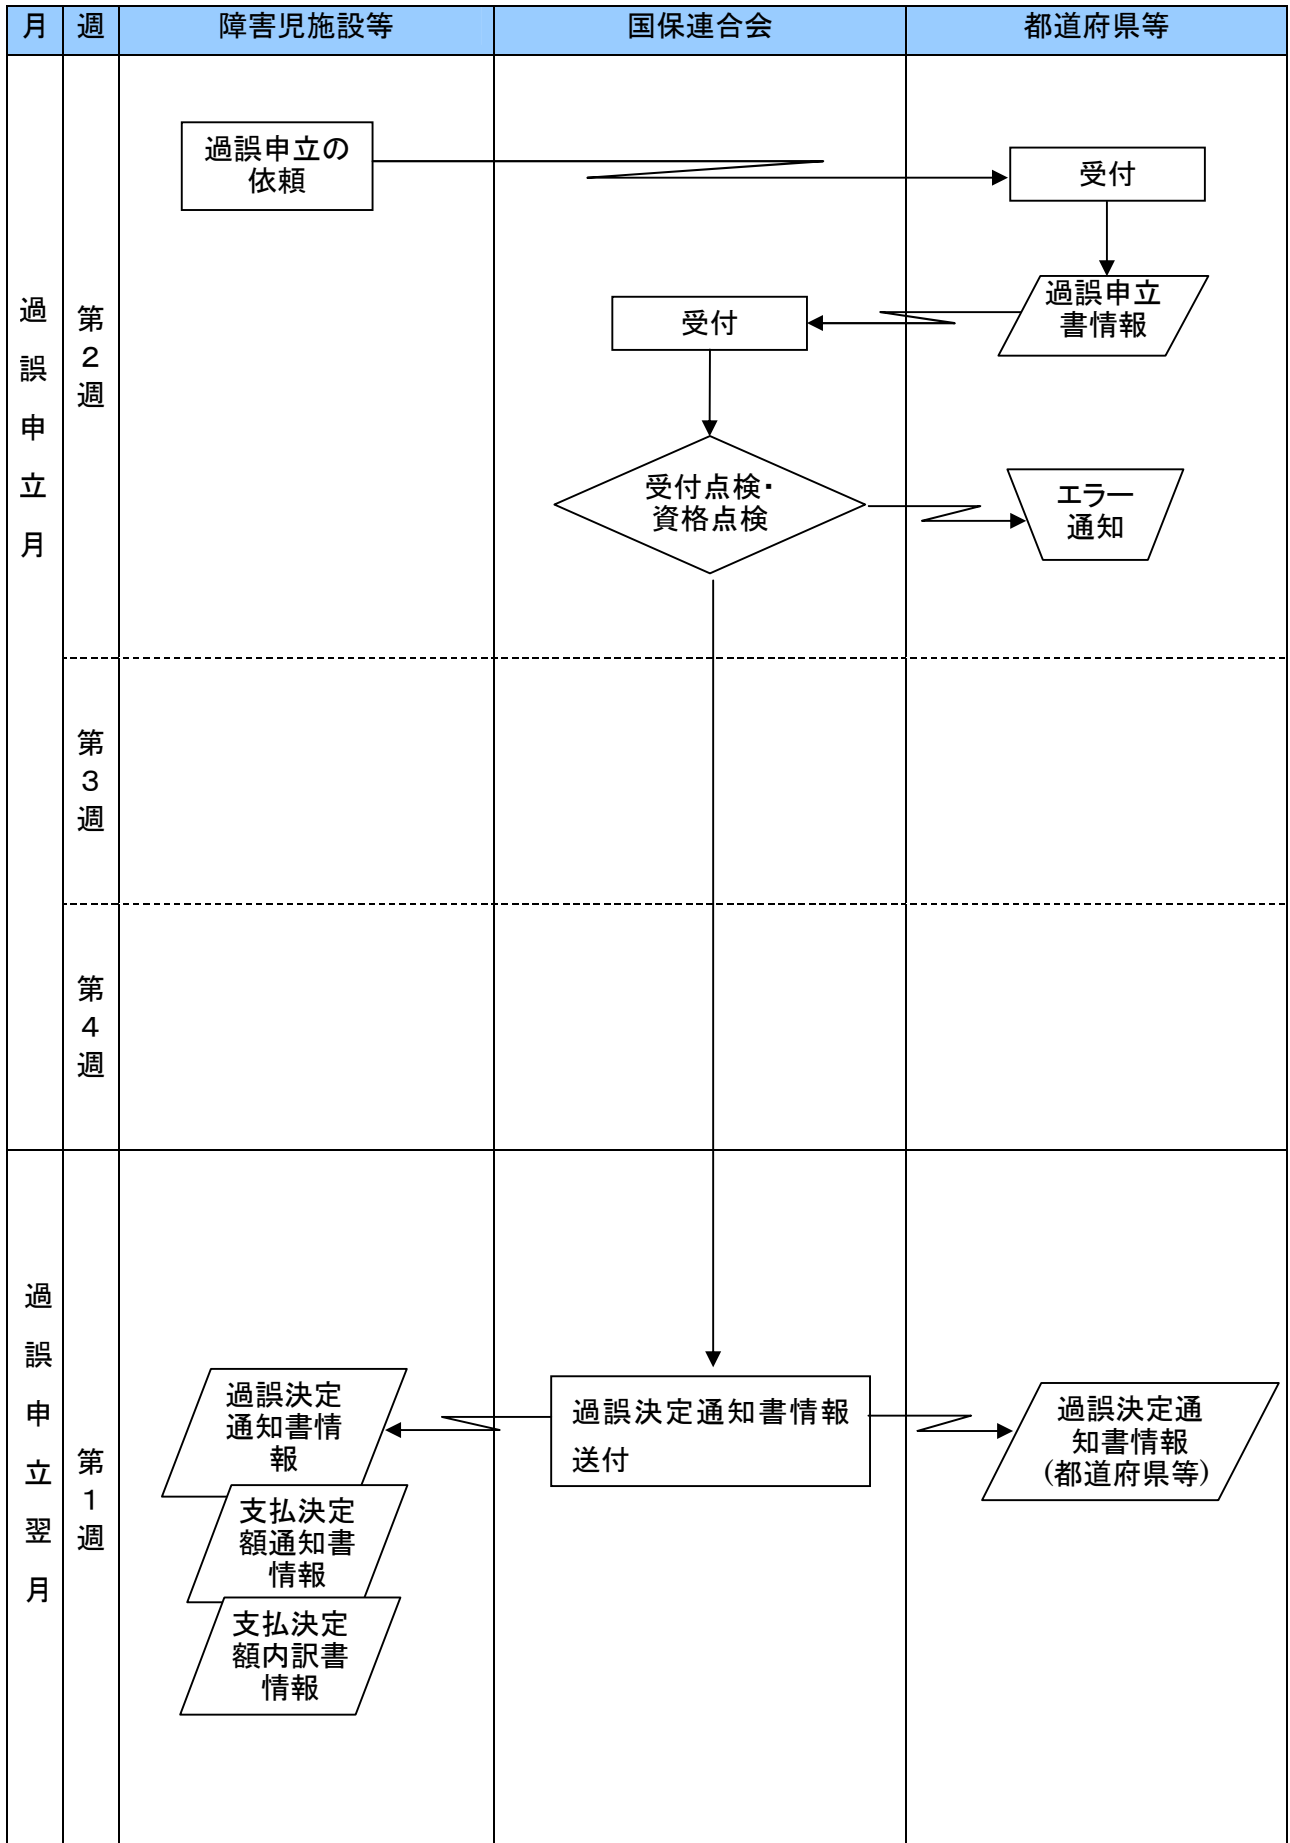 月 週 障害児施設等 国保連合会 都道府県等
過誤申立月
第２週
過誤申立の
依頼
受付
過誤申立
書情報
受付
受付点検・
資格点検
エラー
通知
第３週
第４週
過誤申立翌月
第１週
過誤決定
通知書情
報
支払決定
額通知書
情報
支払決定
額内訳書
情報
過誤決定通知書情報
送付
過誤決定通
知書情報
(都道府県等)